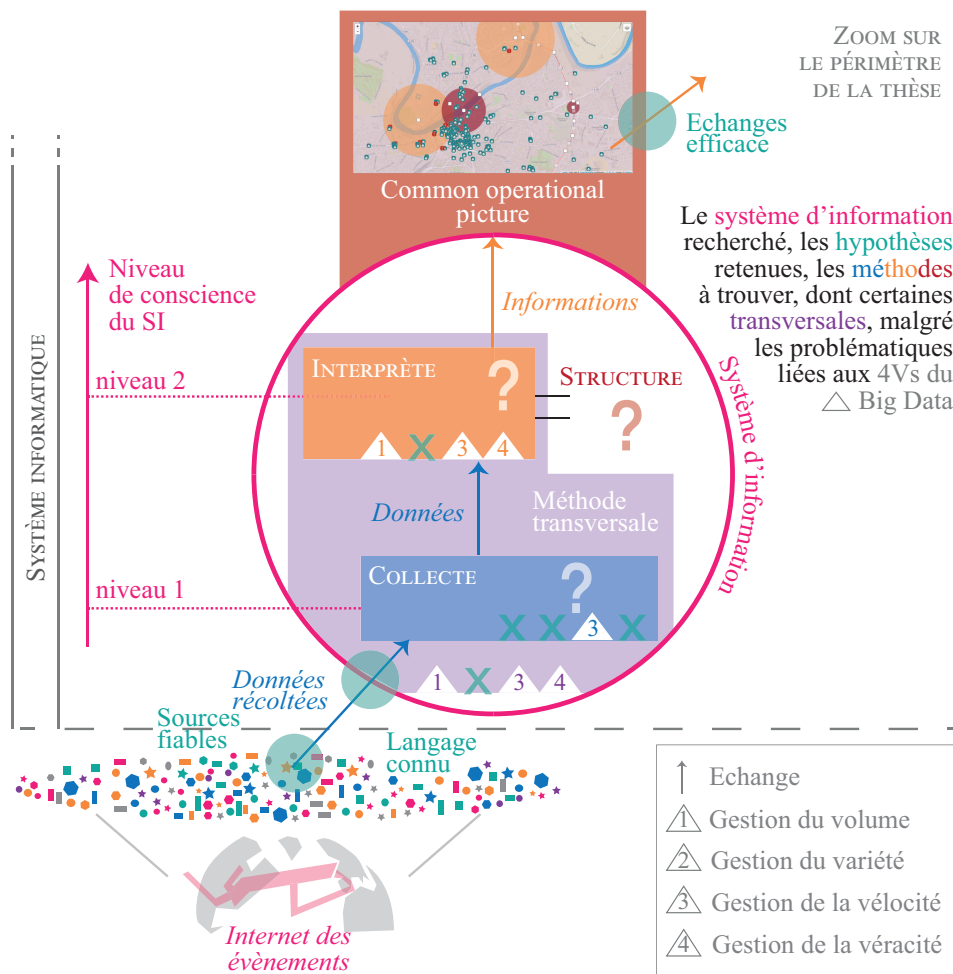 ZOOM SUR
LE PÉRIMÈTRE
DE LA THÈSE
Echanges
efficace
Common operational
picture
Le système d'information
recherché, les hypothèses
retenues, les méthodes
à trouver, dont certaines
transversales, malgré
les problématiques
liées aux 4Vs du
Big Data
SYSTÈME INFORMATIQUE
Niveau
de conscience
du SI
niveau 2
niveau 1
Informations
INTERPRÈTE
?
1 X 3 4
STRUCTURE
?
Système d'information
Données
Méthode
transversale
COLLECTE
?
X X 3 X
1 X 3 4
Données
récoltées
Sources
fiables
Langage
connu
Internet des
évènements
Echange
1 Gestion du volume
2 Gestion du variété
3 Gestion de la vélocité
4 Gestion de la véracité